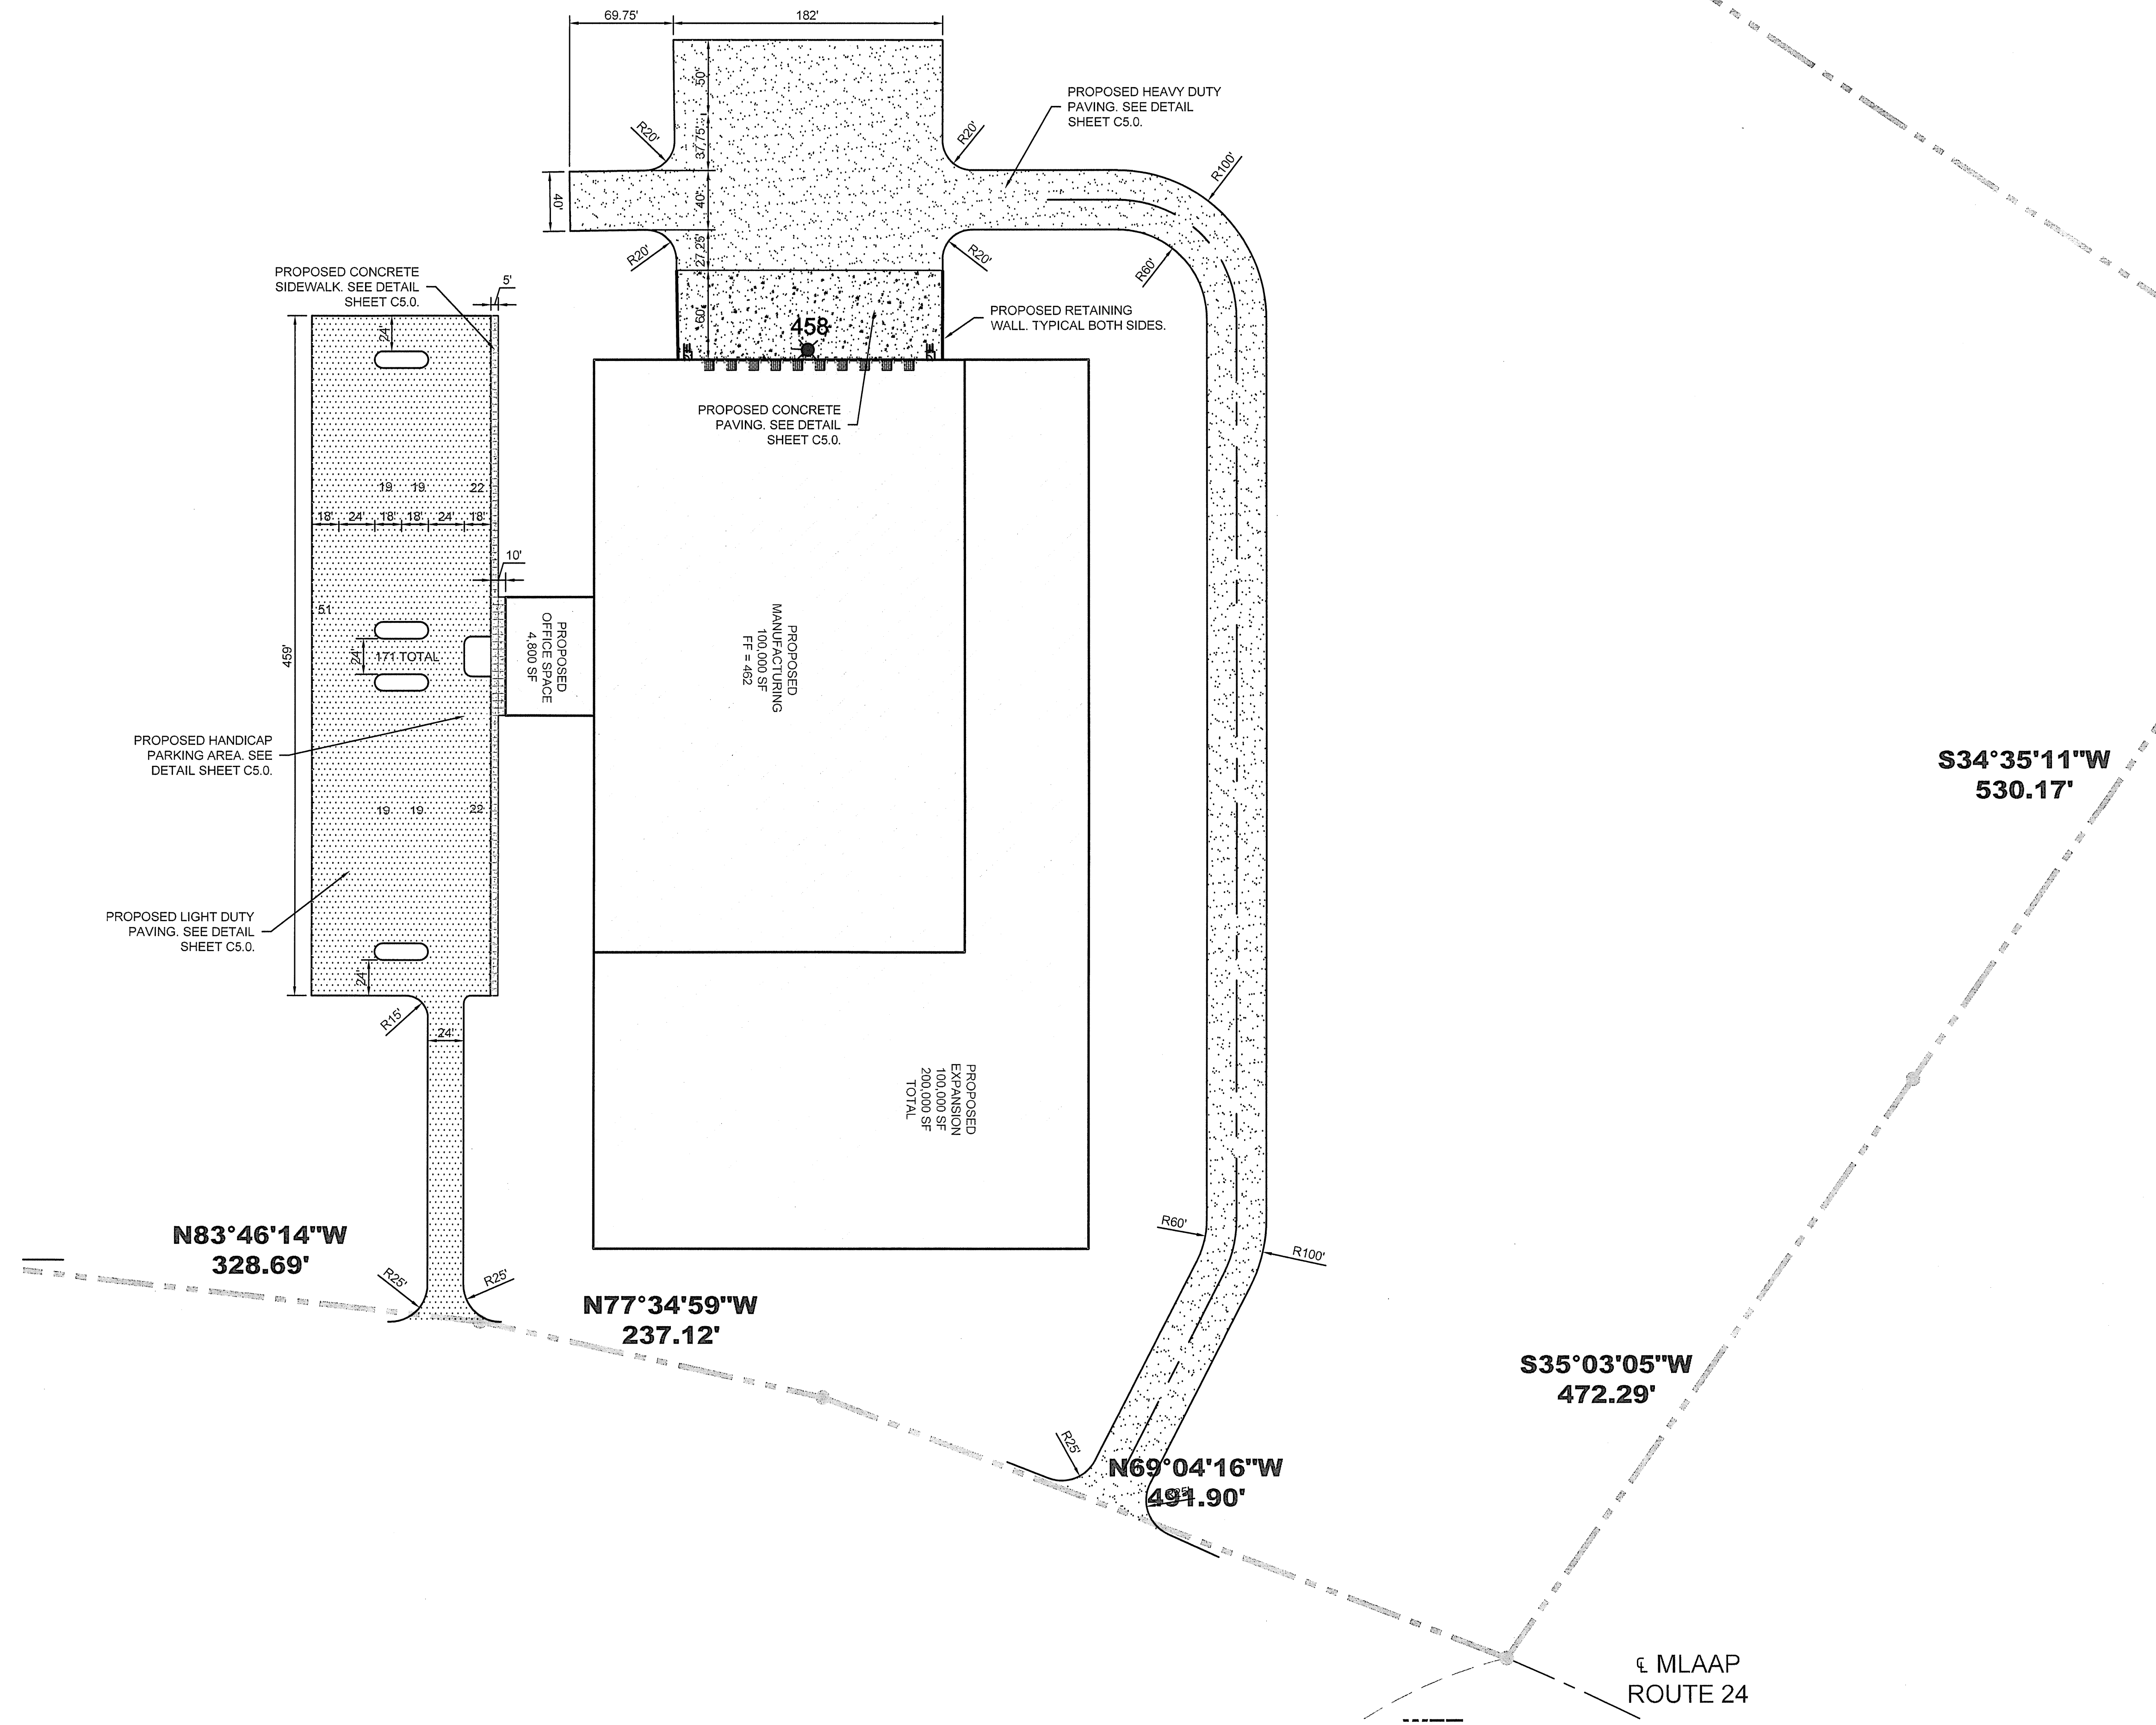 69.75'
182'
50'
37.75'
40'
27.25'
60'
40'
R20'
R20'
R20'
R20'
PROPOSED HEAVY DUTY
PAVING. SEE DETAIL
SHEET C5.0.
R100'
R60'
PROPOSED CONCRETE
SIDEWALK. SEE DETAIL
SHEET C5.0.
5'
PROPOSED RETAINING
WALL. TYPICAL BOTH SIDES.
458
24'
PROPOSED CONCRETE
PAVING. SEE DETAIL
SHEET C5.0.
19 19 22
18' 24' 18' 18' 24' 18'
10'
51
459'
24'
171 TOTAL
PROPOSED
OFFICE SPACE
4,800 SF
PROPOSED
MANUFACTURING
100,000 SF
FF = 462
PROPOSED HANDICAP
PARKING AREA. SEE
DETAIL SHEET C5.0.
S34°35'11"W
530.17'
19 19 22
PROPOSED LIGHT DUTY
PAVING. SEE DETAIL
SHEET C5.0.
24'
R15'
24'
PROPOSED
EXPANSION
100,000 SF
200,000 SF
TOTAL
N83°46'14"W
328.69'
R60'
R100'
R25'
R25'
N77°34'59"W
237.12'
S35°03'05"W
472.29'
R25'
N69°04'16"W
491.90'
R25'
℄ MLAAP
ROUTE 24